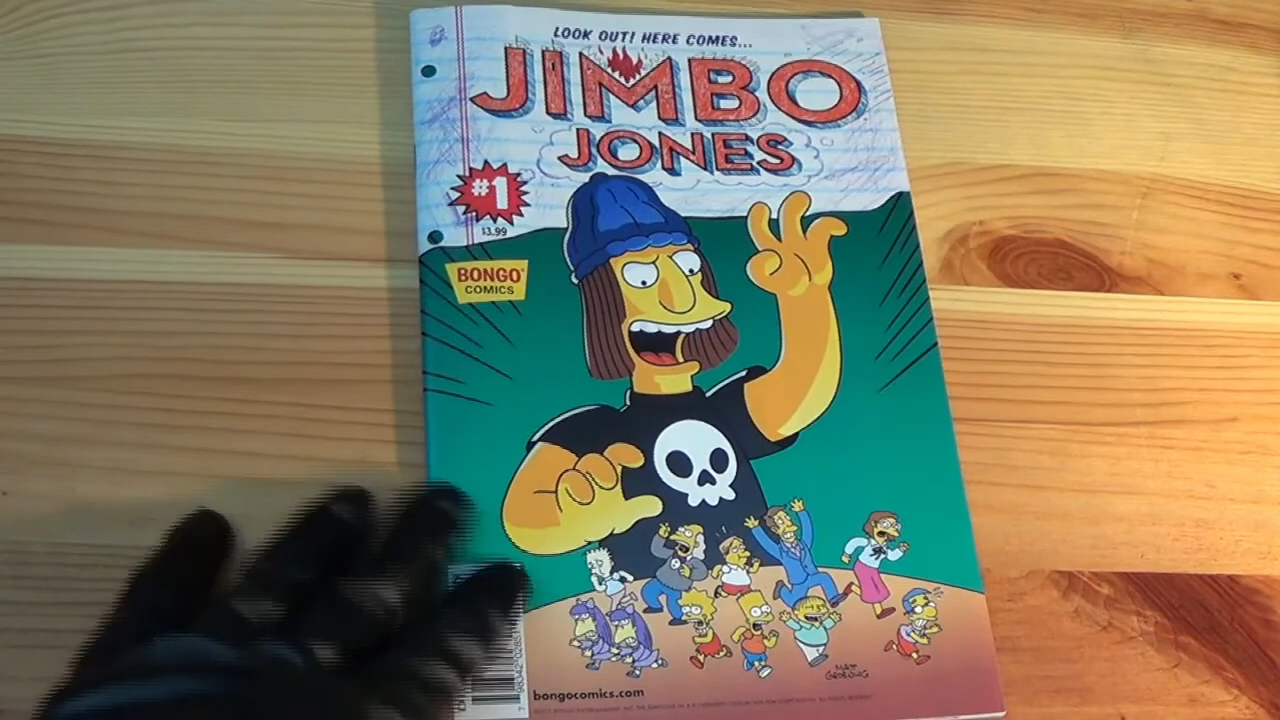 LOOK OUT! HERE COMES...
JIMBO
JONES
#1
$3.99
BONGO
COMICS
MATT
GROENING
bongocomics.com